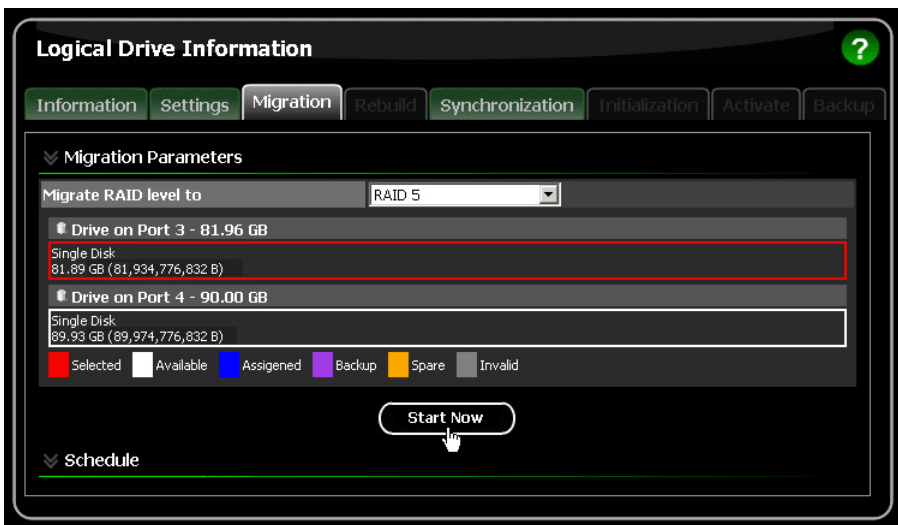 Logical Drive Information
?
Information Settings Migration Rebuild Synchronization Initialization Activate Backup
Migration Parameters
Migrate RAID level to RAID 5
Drive on Port 3 - 81.96 GB
Single Disk
81.89 GB (81,934,776,832 B)
Drive on Port 4 - 90.00 GB
Single Disk
89.93 GB (89,974,776,832 B)
Selected Available Assigened Backup Spare Invalid
Start Now
Schedule